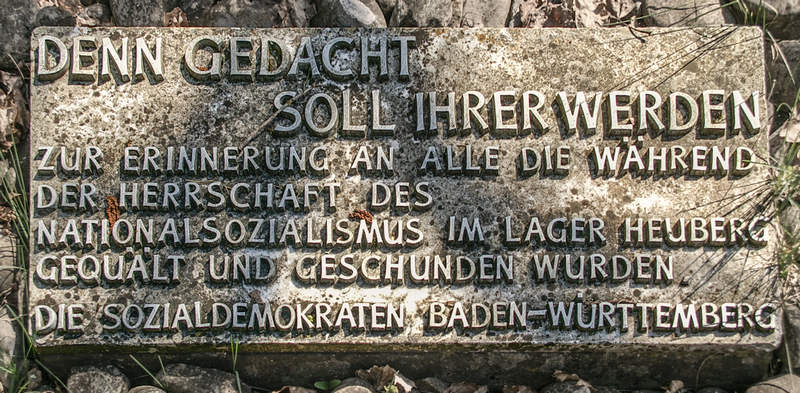 DENN GEDACHT
SOLL IHRER WERDEN
ZUR ERINNERUNG AN ALLE DIE WÄHREND
DER HERRSCHAFT DES
NATIONALSOZIALISMUS IM LAGER HEUBERG
GEQUÄLT UND GESCHUNDEN WURDEN
DIE SOZIALDEMOKRATEN BADEN-WÜRTTEMBERG